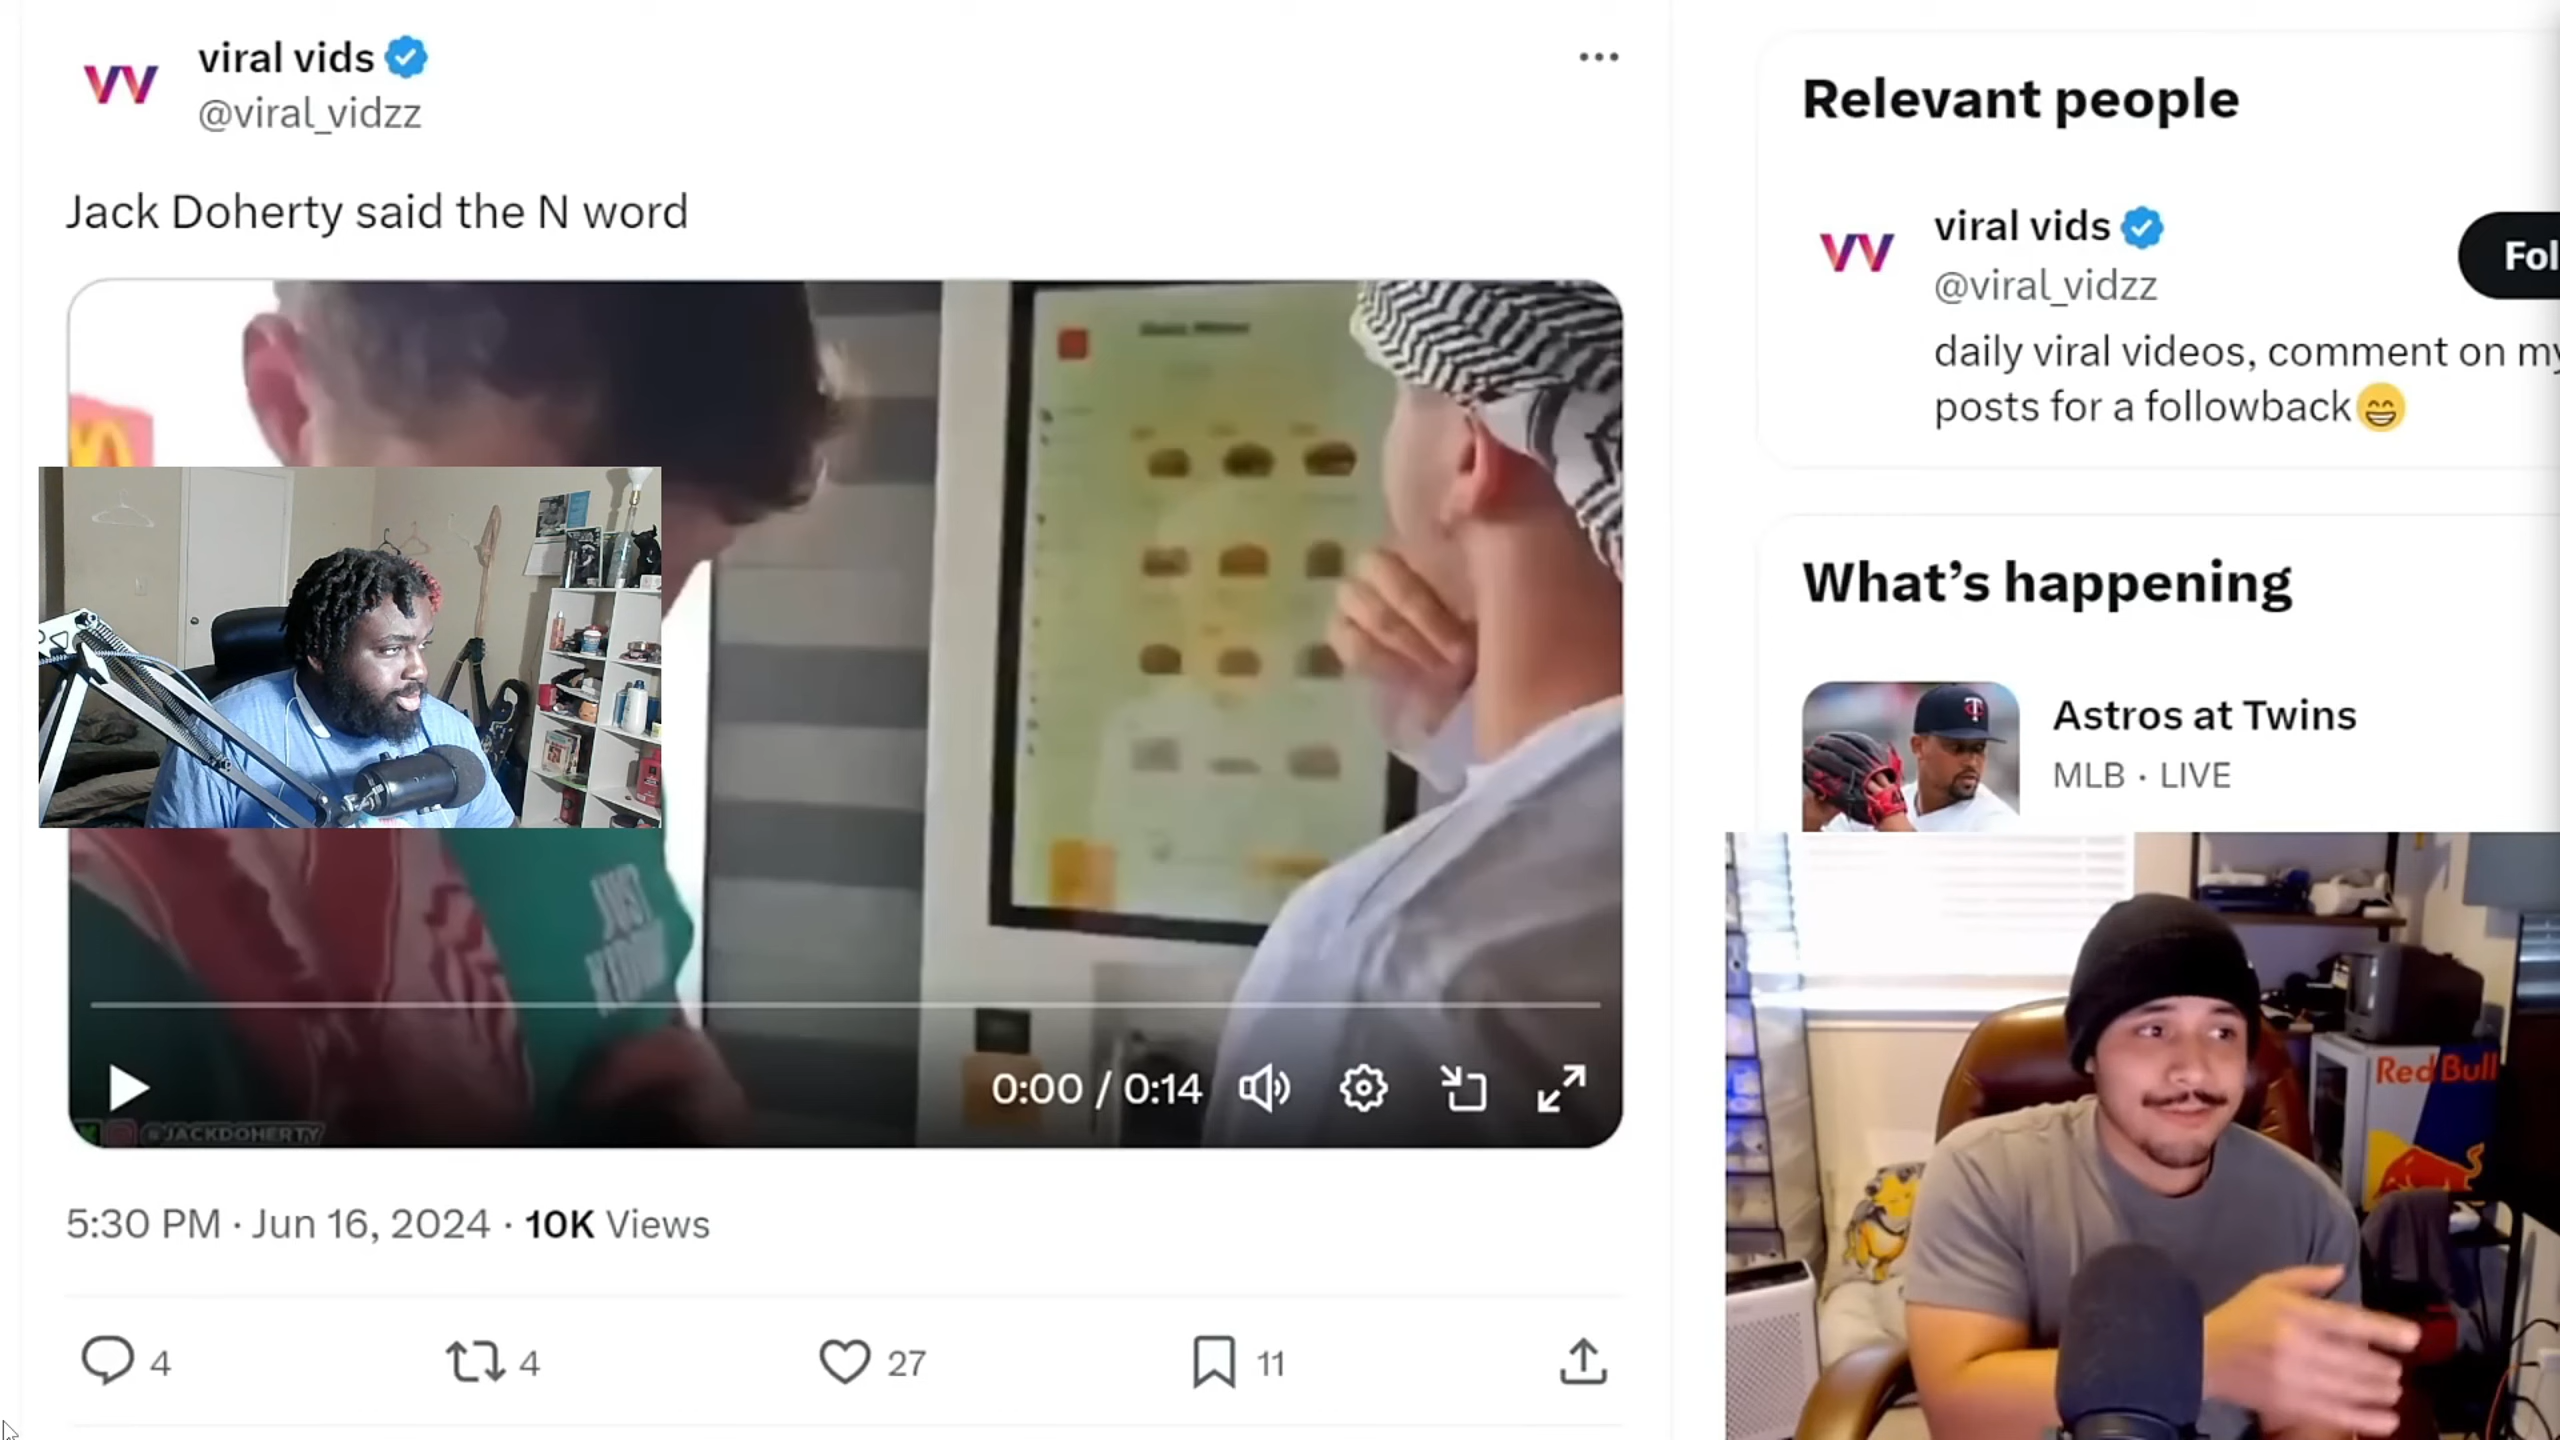 viral vids
@viral_vidzz
Jack Doherty said the N word
JUST
0:00 / 0:14
@JACKDOHERTY
5:30 PM · Jun 16, 2024 · 10K Views
4
4
27
11
Relevant people
viral vids
@viral_vidzz
Fol
daily viral videos, comment on my
posts for a followback😁
What's happening
Astros at Twins
MLB · LIVE
Red Bull